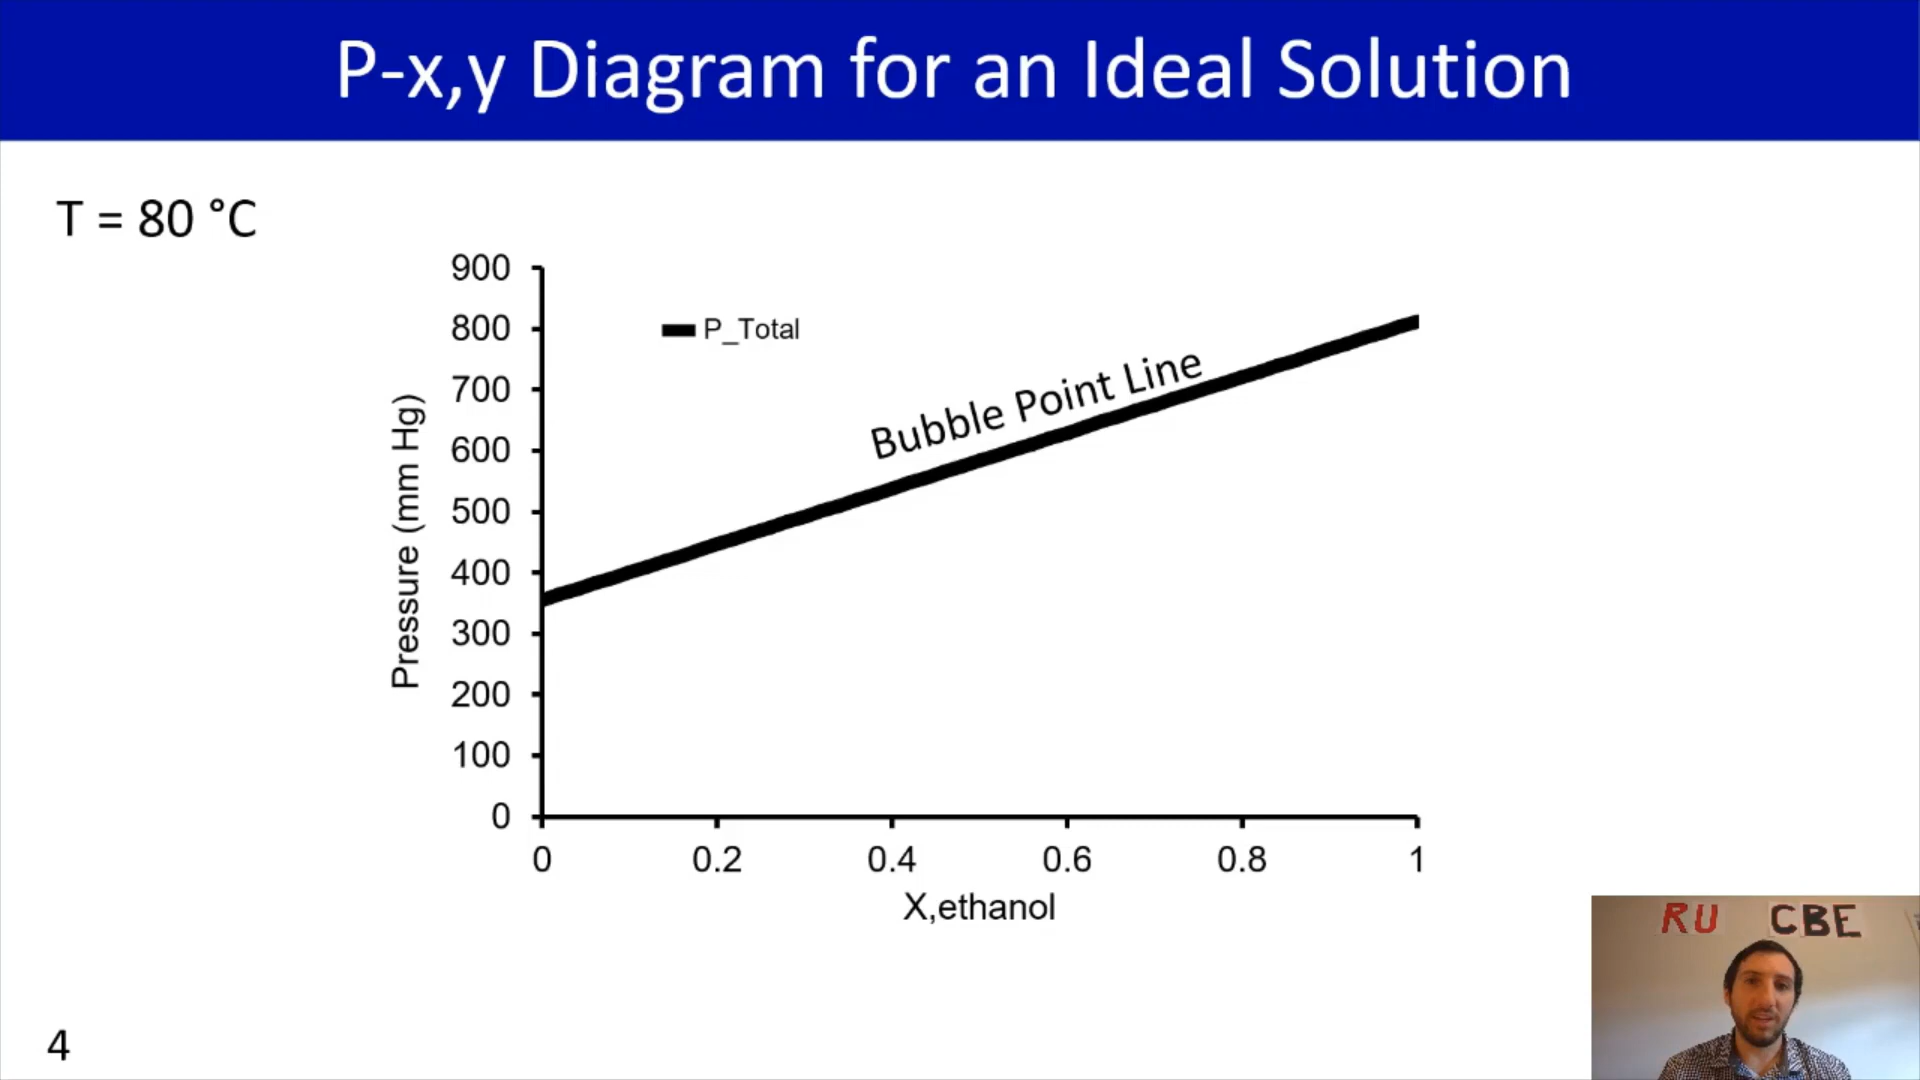 P-x,y Diagram for an Ideal Solution
T = 80 °C
900
800
700
600
500
400
300
200
100
0
Pressure (mm Hg)
P_Total
Bubble Point Line
0 0.2 0.4 0.6 0.8 1
X,ethanol
RU CBE
4